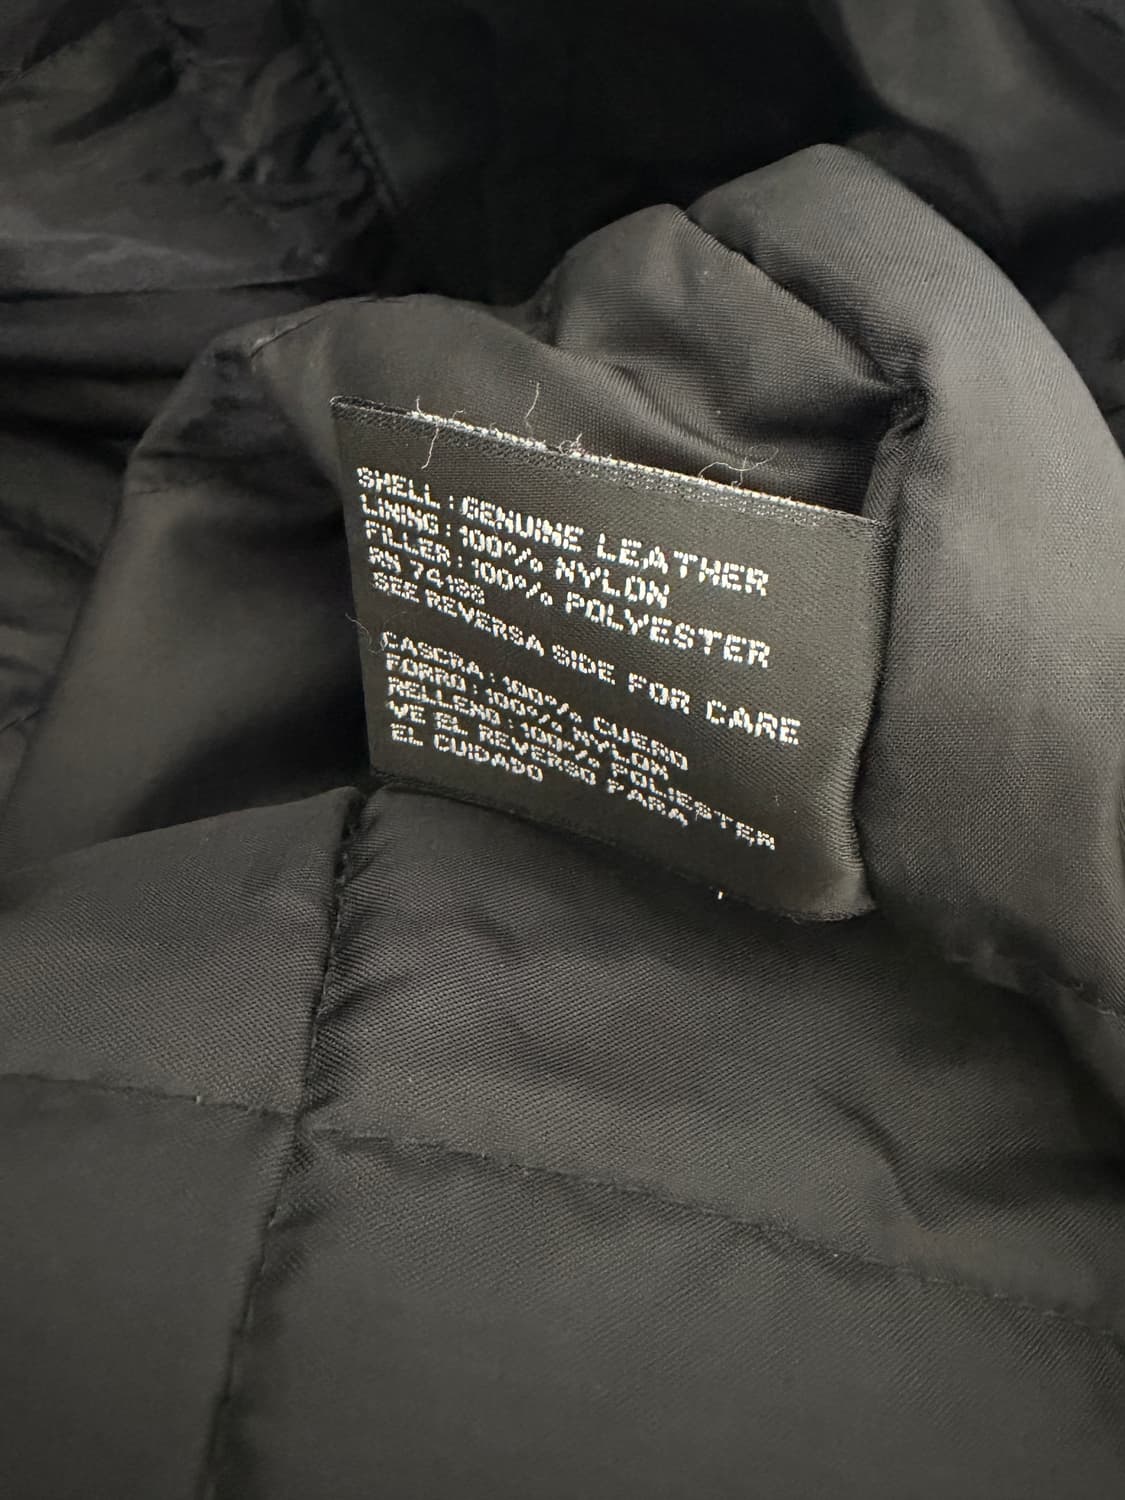 SHELL : GENUINE LEATHER
LINING : 100% NYLON
FILLER : 100% POLYESTER
RN 74186
SEE REVERSA SIDE FOR CARE
CASCRA : 100% CUERO
FORRO : 100% NYLON
RELLENO : 100% POLIESTER
VE EL REVERSO PARA
EL CUIDADO